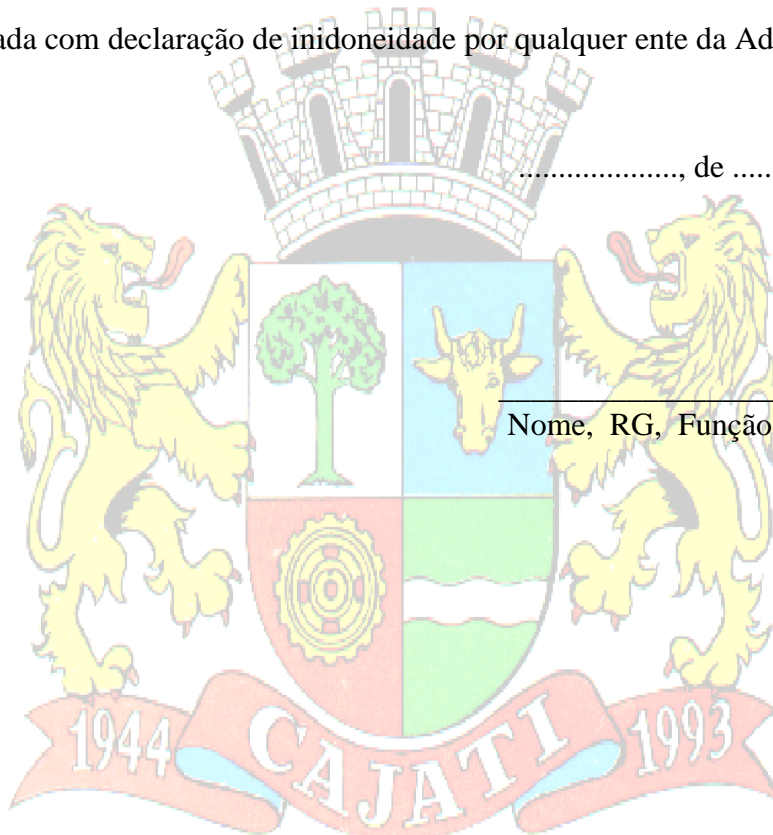 ada com declaração de inidoneidade por qualquer ente da Ad
..................., de .....
Nome, RG, Função
1944 CAJATI 1993